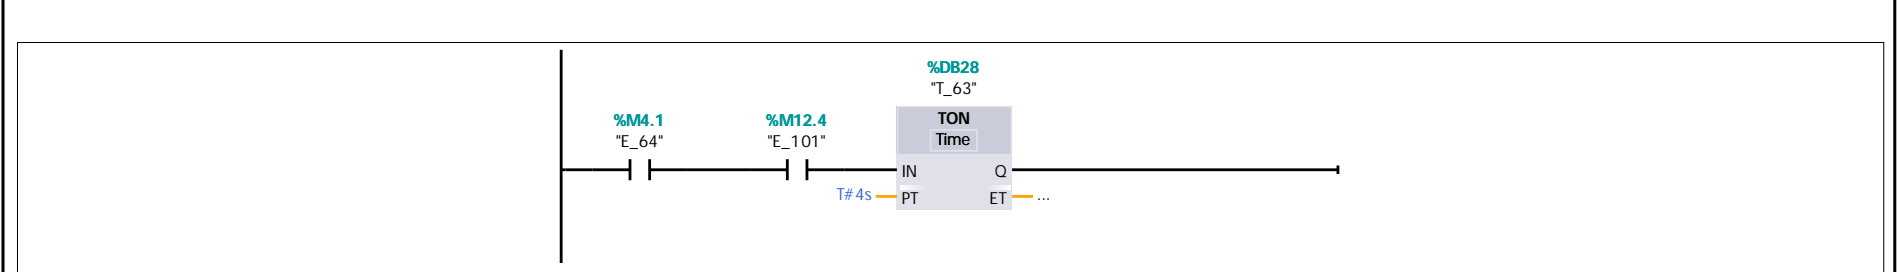 %DB28
"T_63"
%M4.1
%M12.4
TON
"E_64"
"E_101"
Time
IN
Q
T#4s
PT
ET
...